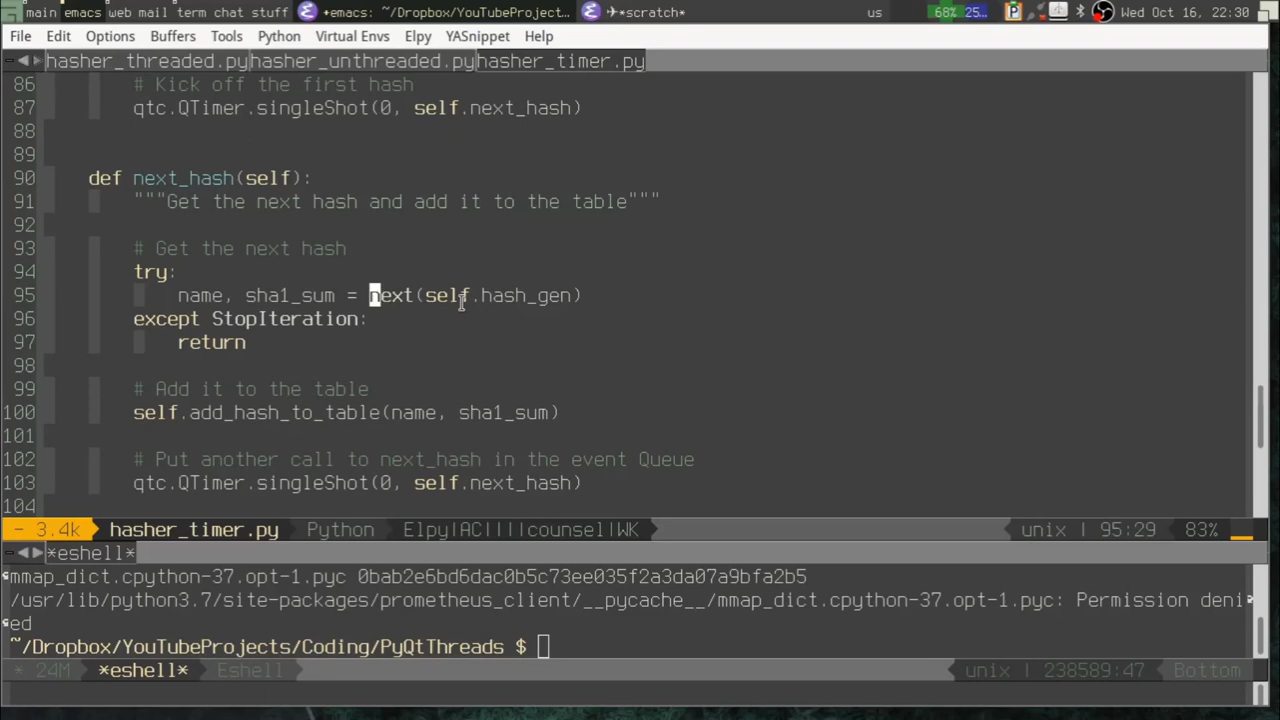 main emacs web mail term chat stuff +emacs: ~/Dropbox/YouTubeProject... ✈*scratch* us 68% 25... Wed Oct 16, 22:30
File Edit Options Buffers Tools Python Virtual Envs Elpy YASnippet Help
hasher_threaded.py hasher_unthreaded.py hasher_timer.py
86 # Kick off the first hash
87 qtc.QTimer.singleShot(0, self.next_hash)
88
89
90 def next_hash(self):
91 """Get the next hash and add it to the table"""
92
93 # Get the next hash
94 try:
95 name, sha1_sum = next(self.hash_gen)
96 except StopIteration:
97 return
98
99 # Add it to the table
100 self.add_hash_to_table(name, sha1_sum)
101
102 # Put another call to next_hash in the event Queue
103 qtc.QTimer.singleShot(0, self.next_hash)
104
- 3.4k hasher_timer.py Python Elpy|AC||||counsel|WK unix | 95:29 83%
*eshell*
mmap_dict.cpython-37.opt-1.pyc 0bab2e6bd6dac0b5c73ee035f2a3da07a9bfa2b5
/usr/lib/python3.7/site-packages/prometheus_client/__pycache__/mmap_dict.cpython-37.opt-1.pyc: Permission deni
ed
~/Dropbox/YouTubeProjects/Coding/PyQtThreads $
* 24M *eshell* Eshell unix | 238589:47 Bottom